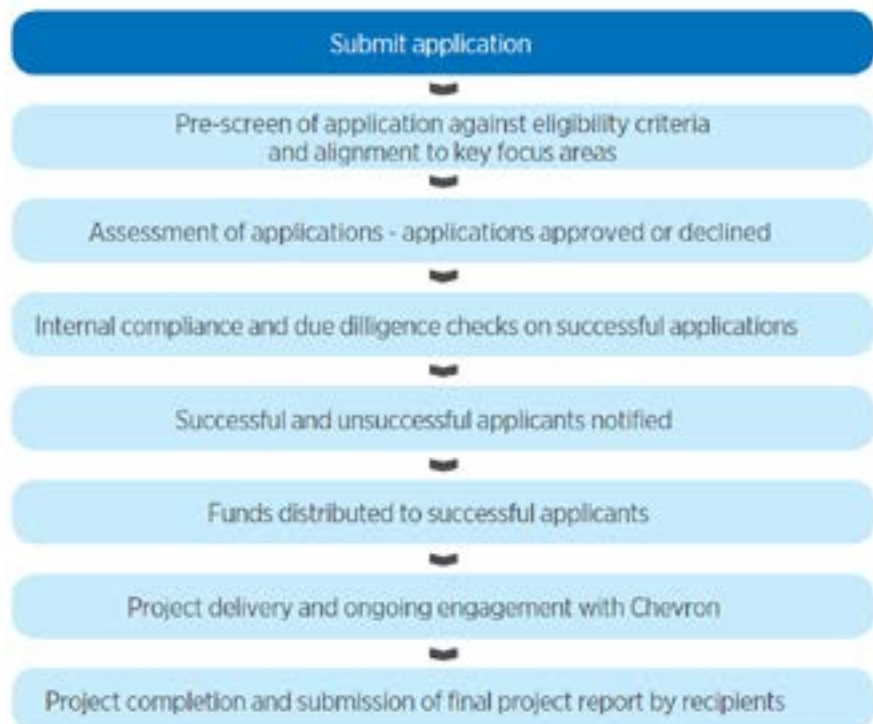 Submit application
Pre-screen of application against eligibility criteria
and alignment to key focus areas
Assessment of applications - applications approved or declined
Internal compliance and due dilligence checks on successful applications
Successful and unsuccessful applicants notified
Funds distributed to successful applicants
Project delivery and ongoing engagement with Chevron
Project completion and submission of final project report by recipients